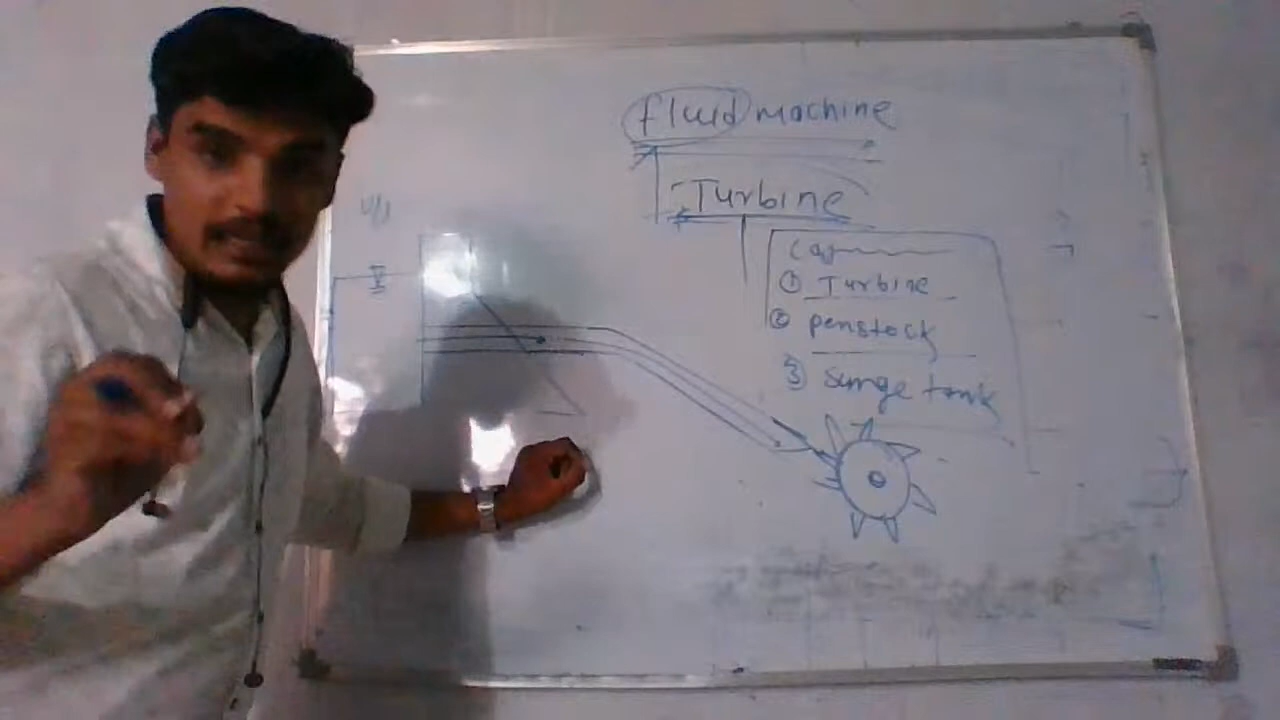 fluid machine
Turbine
① Turbine
② penstock
③ surge tank